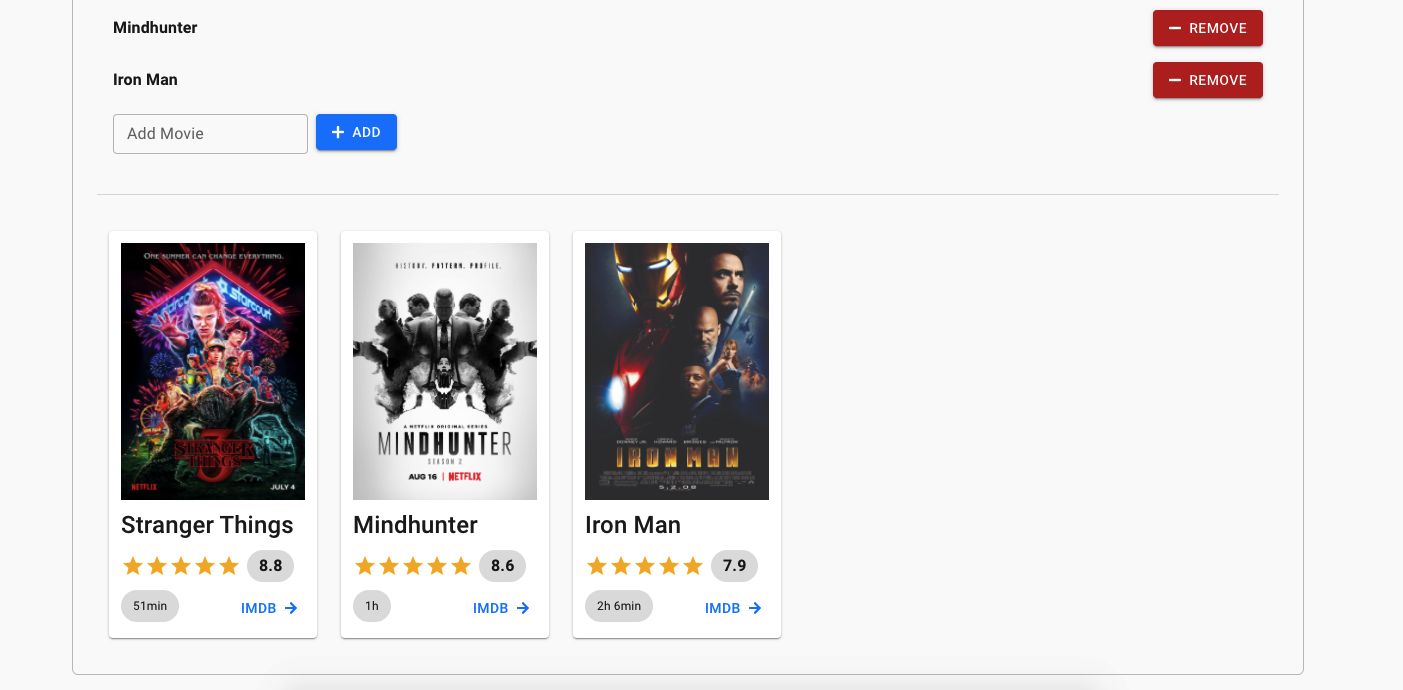 Mindhunter
REMOVE
Iron Man
REMOVE
Add Movie
ADD
ONE SUMMER CAN CHANGE EVERYTHING.
starcourt
STRANGER
THINGS
3
NETFLIX
JULY 4
HISTORY. PATTERN. PROFILE.
A NETFLIX ORIGINAL SERIES
MINDHUNTER
SEASON 2
AUG 16 | NETFLIX
IRON MAN
5.2.08
Stranger Things
Mindhunter
Iron Man
8.8
8.6
7.9
51min
IMDB
1h
IMDB
2h 6min
IMDB